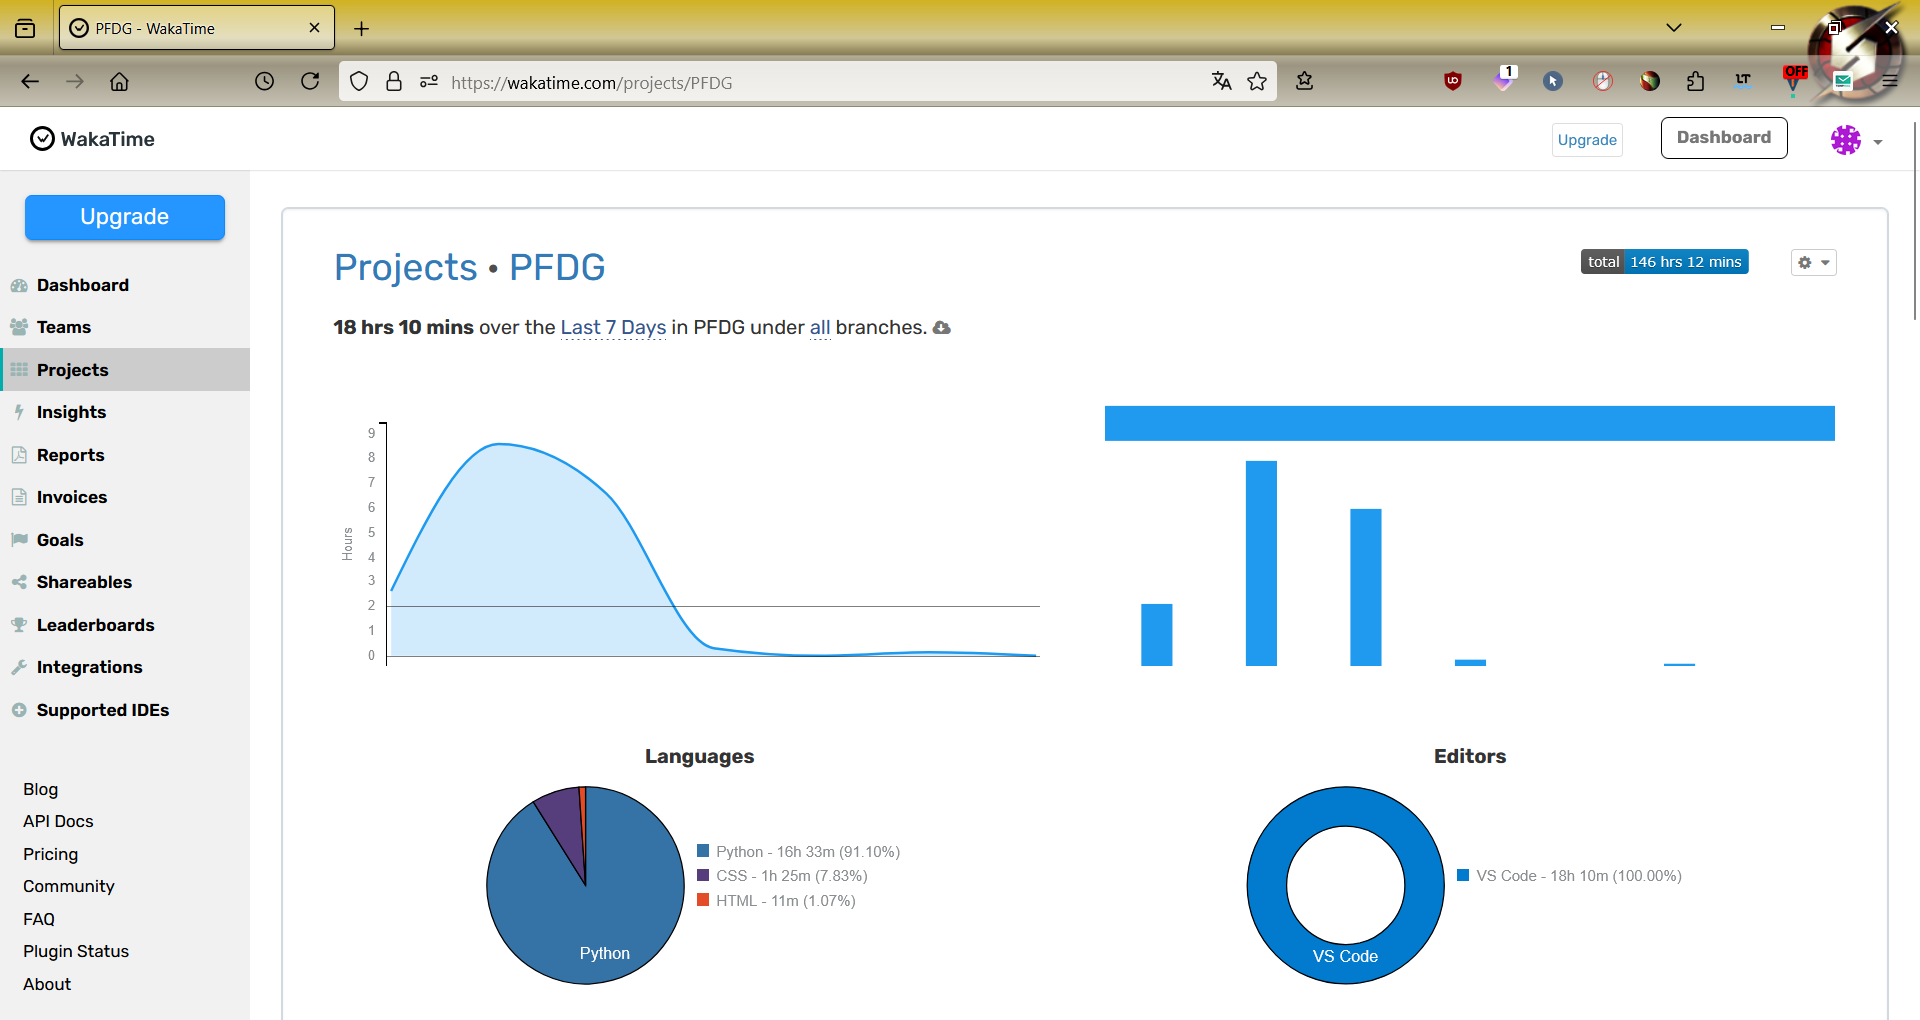 PFDG - WakaTime
https://wakatime.com/projects/PFDG
1
LT
OFF
WakaTime
Upgrade
Dashboard
Upgrade
Dashboard
Teams
Projects
Insights
Reports
Invoices
Goals
Shareables
Leaderboards
Integrations
Supported IDEs
Blog
API Docs
Pricing
Community
FAQ
Plugin Status
About
Projects • PFDG
total 146 hrs 12 mins
18 hrs 10 mins over the Last 7 Days in PFDG under all branches.
Hours
9
8
7
6
5
4
3
2
1
0
Languages
Python - 16h 33m (91.10%)
CSS - 1h 25m (7.83%)
HTML - 11m (1.07%)
Python
Editors
VS Code - 18h 10m (100.00%)
VS Code